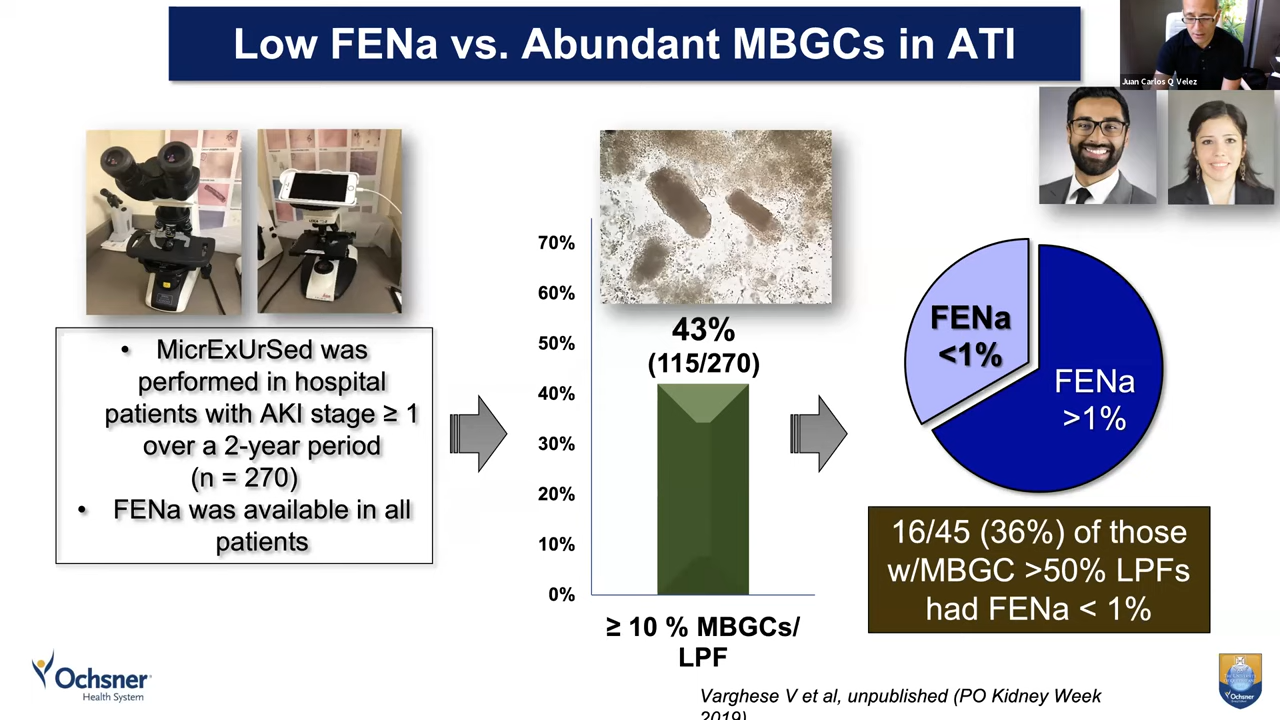 Low FENa vs. Abundant MBGCs in ATI
Juan Carlos Q Velez
• MicrExUrSed was
performed in hospital
patients with AKI stage ≥ 1
over a 2-year period
(n = 270)
• FENa was available in all
patients
70%
60%
50%
40%
30%
20%
10%
0%
43%
(115/270)
≥ 10 % MBGCs/
LPF
FENa
<1%
FENa
>1%
16/45 (36%) of those
w/MBGC >50% LPFs
had FENa < 1%
Ochsner
Health System
Varghese V et al, unpublished (PO Kidney Week
2019)
Ochsner